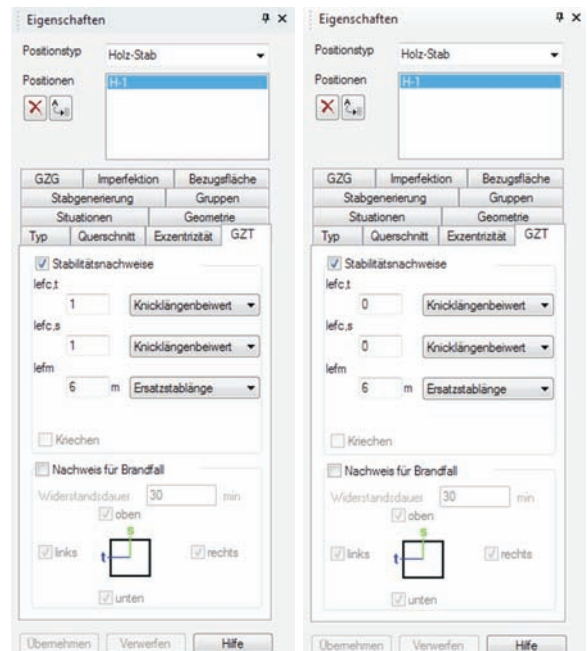 Eigenschaften
Positionstyp Holz-Stab
Positionen H-1
GZG Imperfektion Bezugsfläche
Stabgenerierung Gruppen
Situationen Geometrie
Typ Querschnitt Exzentrizität GZT
Stabilitätsnachweise
lefc,t
1 Knicklängenbeiwert
lefc,s
1 Knicklängenbeiwert
lefm
6 m Ersatzstablänge
Kriechen
Nachweis für Brandfall
Widerstandsdauer 30 min
oben
s
links t rechts
unten
Übernehmen Verwerfen Hilfe
Eigenschaften
Positionstyp Holz-Stab
Positionen H-1
GZG Imperfektion Bezugsfläche
Stabgenerierung Gruppen
Situationen Geometrie
Typ Querschnitt Exzentrizität GZT
Stabilitätsnachweise
lefc,t
0 Knicklängenbeiwert
lefc,s
0 Knicklängenbeiwert
lefm
6 m Ersatzstablänge
Kriechen
Nachweis für Brandfall
Widerstandsdauer 30 min
oben
s
links t rechts
unten
Übernehmen Verwerfen Hilfe